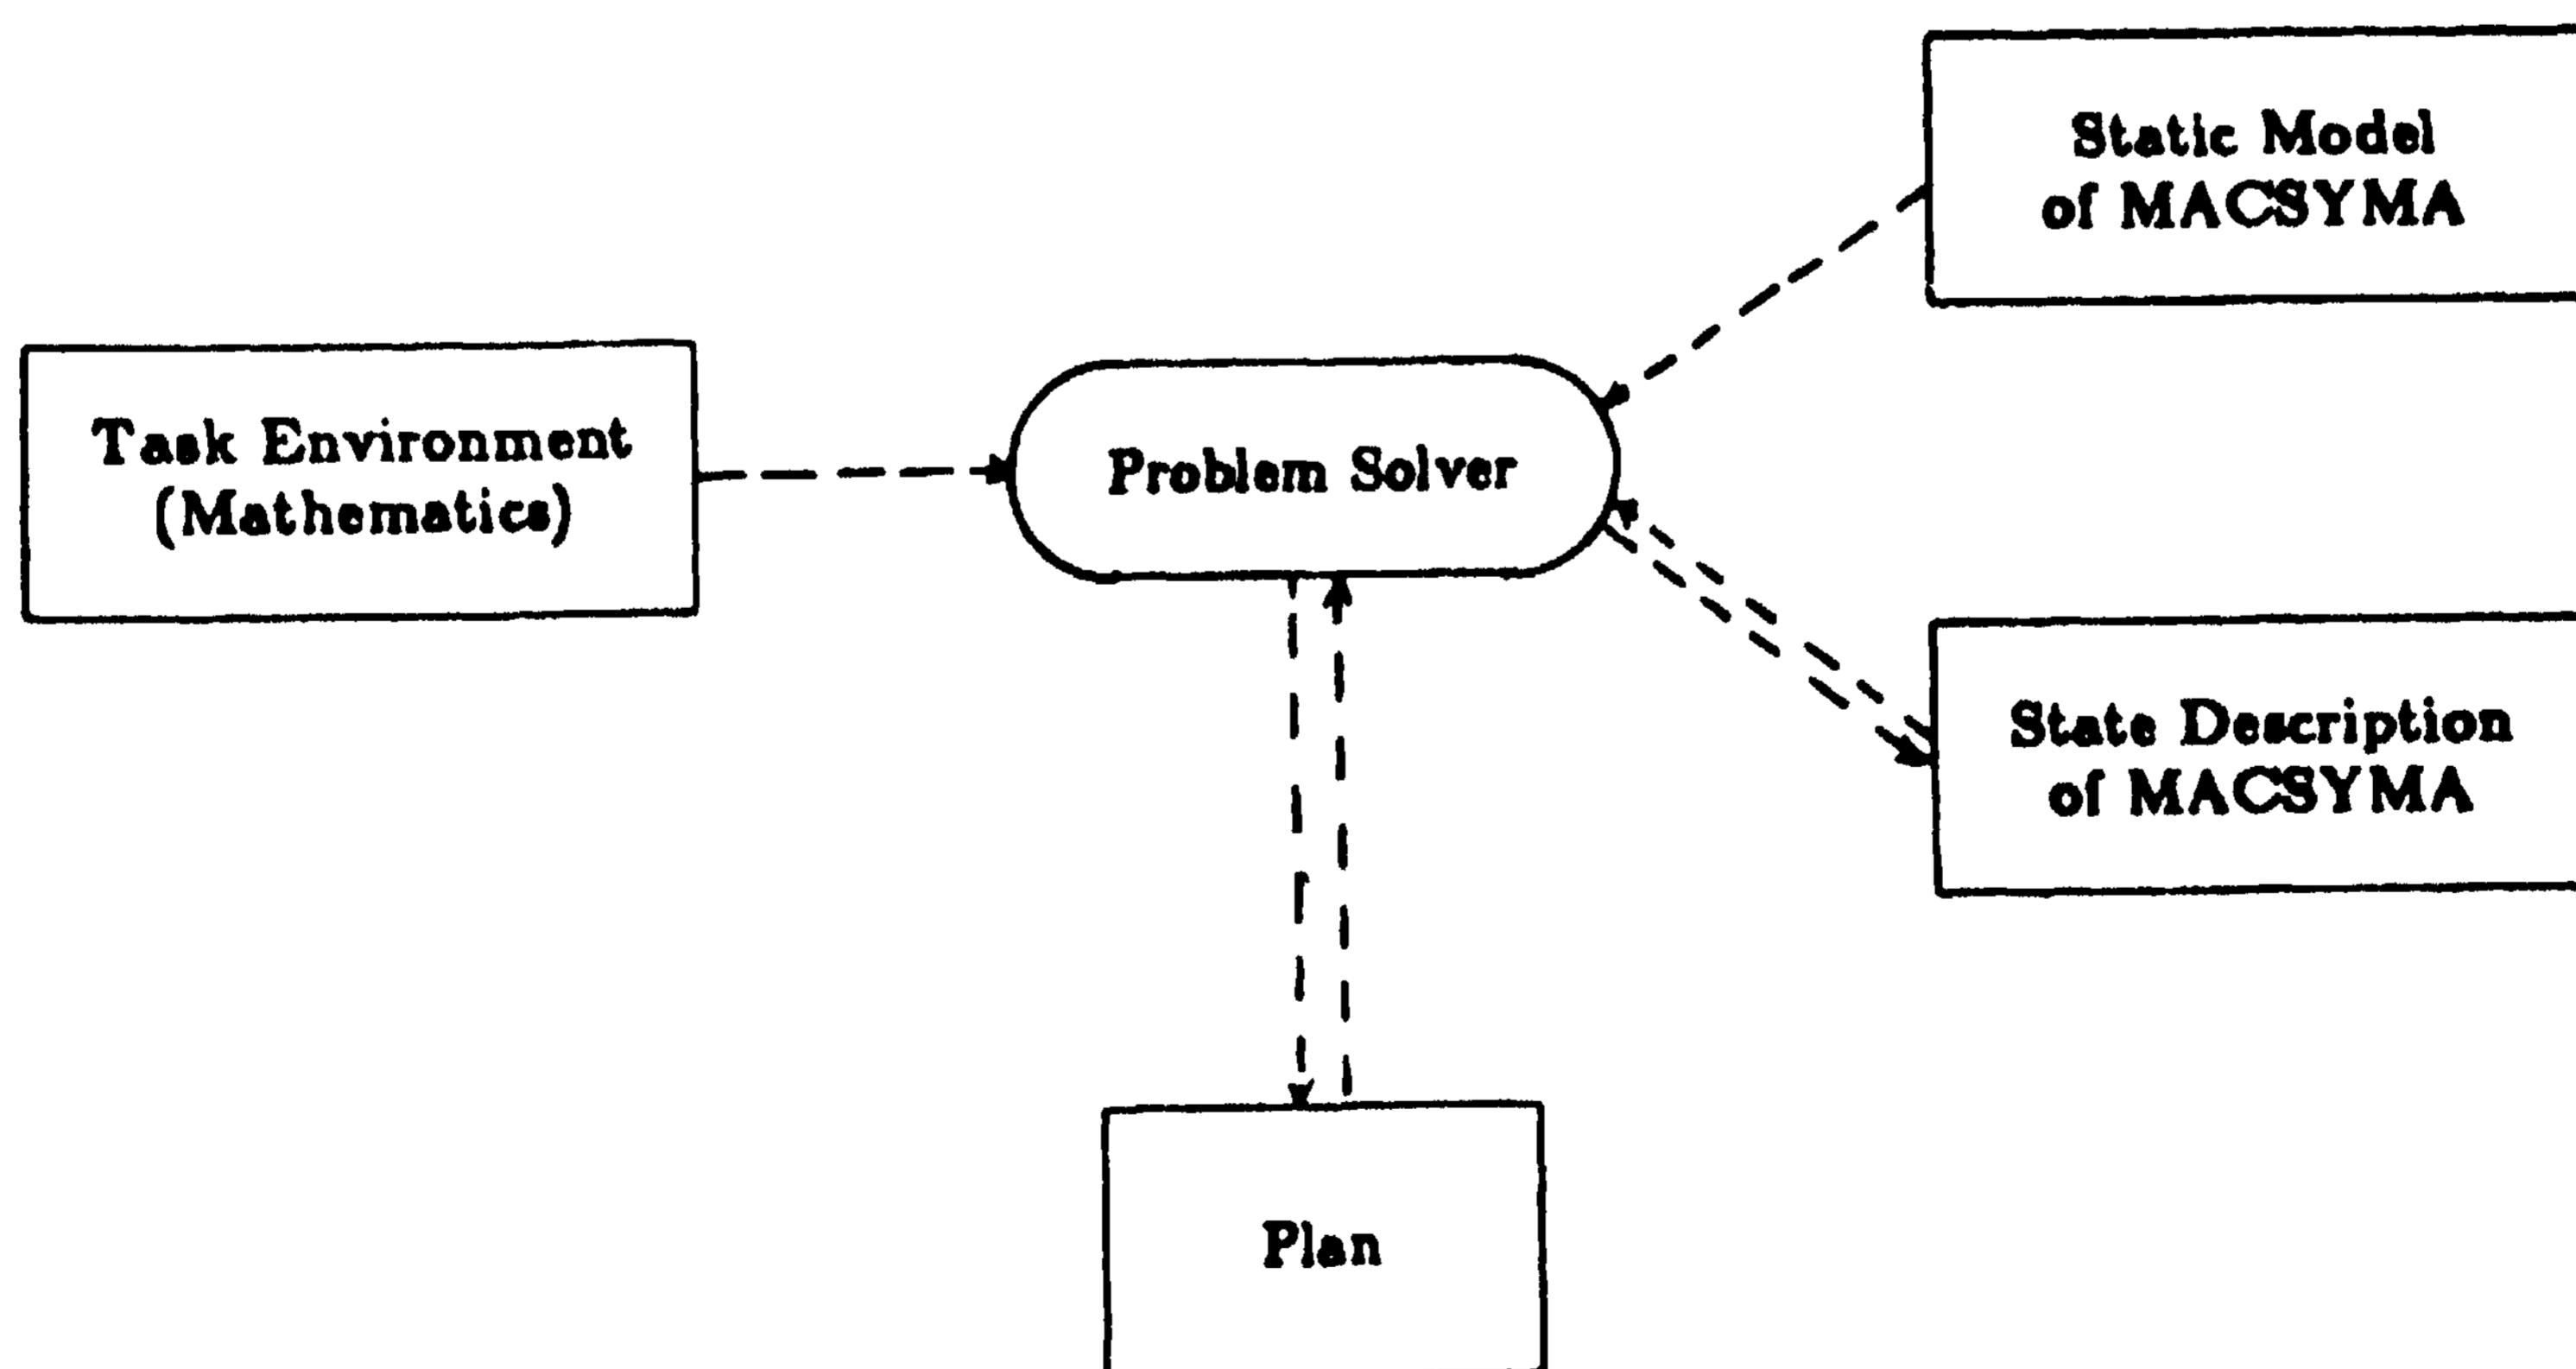 Static Model
of MACSYMA
Task Environment
(Mathematics)
Problem Solver
State Description
of MACSYMA
Plan